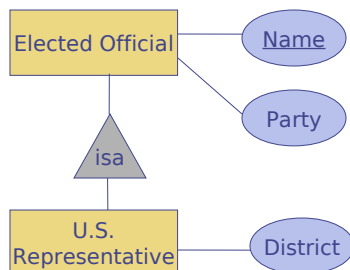 Elected Official
Name
Party
isa
U.S.
Representative
District